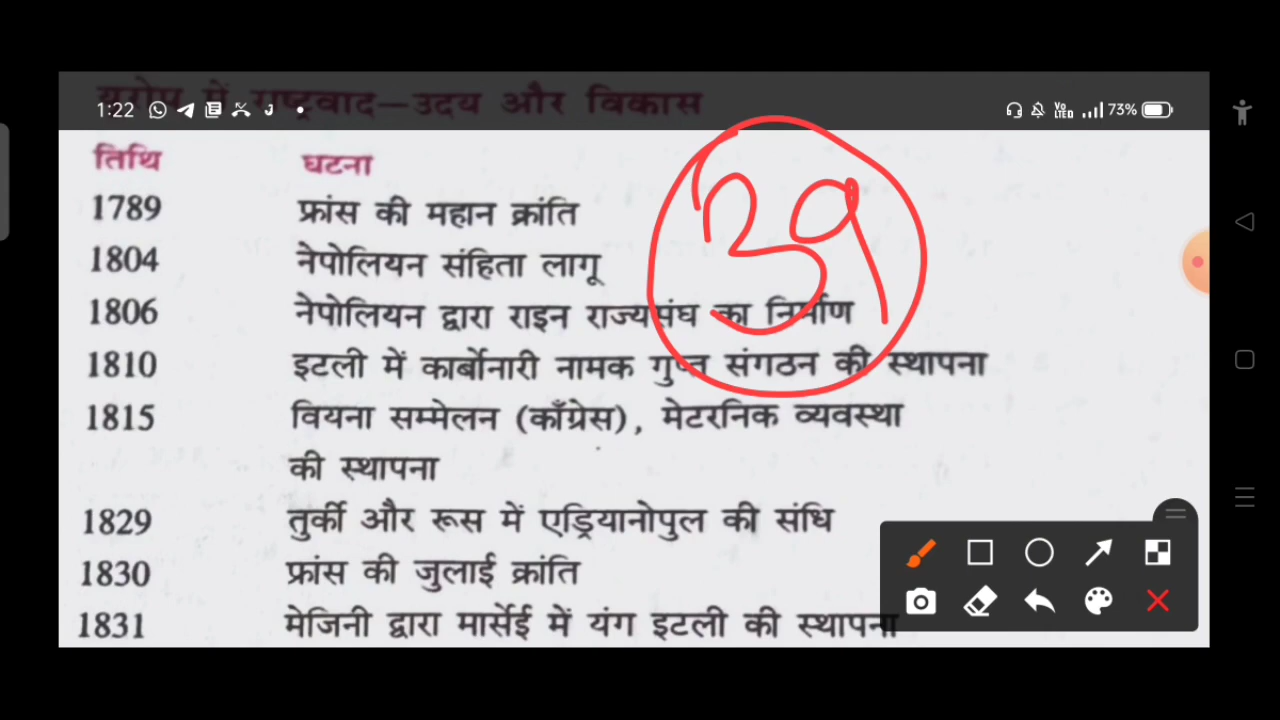 यूरोप में राष्ट्रवाद—उदय और विकास
1:22 73%
तिथि घटना
1789 फ्रांस की महान क्रांति
1804 नेपोलियन संहिता लागू
1806 नेपोलियन द्वारा राइन राज्यसंघ का निर्माण
1810 इटली में कार्बोनारी नामक गुप्त संगठन की स्थापना
1815 वियना सम्मेलन (काँग्रेस), मेटरनिक व्यवस्था
की स्थापना
1829 तुर्की और रूस में एड्रियानोपुल की संधि
1830 फ्रांस की जुलाई क्रांति
1831 मेजिनी द्वारा मार्सेई में यंग इटली की स्थापना
39